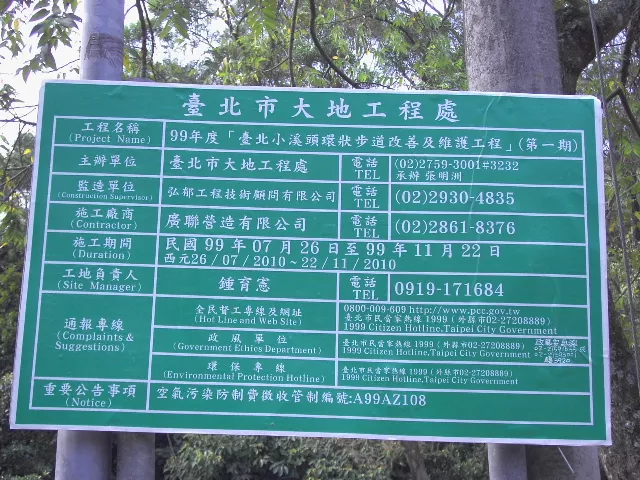 臺北市大地工程處
工程名稱
(Project Name)
99年度「臺北小溪頭環狀步道改善及維護工程」(第一期)
主辦單位
臺北市大地工程處
電話
TEL
(02)2759-3001#3232
承辦 張明洲
監造單位
(Construction Supervisor)
弘郁工程技術顧問有限公司
電話
TEL
(02)2930-4835
施工廠商
(Contractor)
廣聯營造有限公司
電話
TEL
(02)2861-8376
施工期間
(Duration)
民國 99 年 07 月 26 日至 99 年 11 月 22 日
西元26/07/2010~22/11/2010
工地負責人
(Site Manager)
鍾育憲
電話
TEL
0919-171684
通報專線
(Complaints &
Suggestions)
全民督工專線及網址
(Hot Line and Web Site)
0800-009-609 http://www.pcc.gov.tw
臺北市民當家熱線 1999 (外縣市02-27208889)
1999 Citizen Hotline,Taipei City Government
政風單位
(Government Ethics Department)
臺北市民當家熱線 1999 (外縣市02-27208889)
1999 Citizen Hotline,Taipei City Government
環保專線
(Environmental Protection Hotline)
臺北市民當家熱線 1999 (外縣市02-27208889)
1999 Citizen Hotline,Taipei City Government
重要公告事項
(Notice)
空氣污染防制費徵收管制編號:A99AZ108